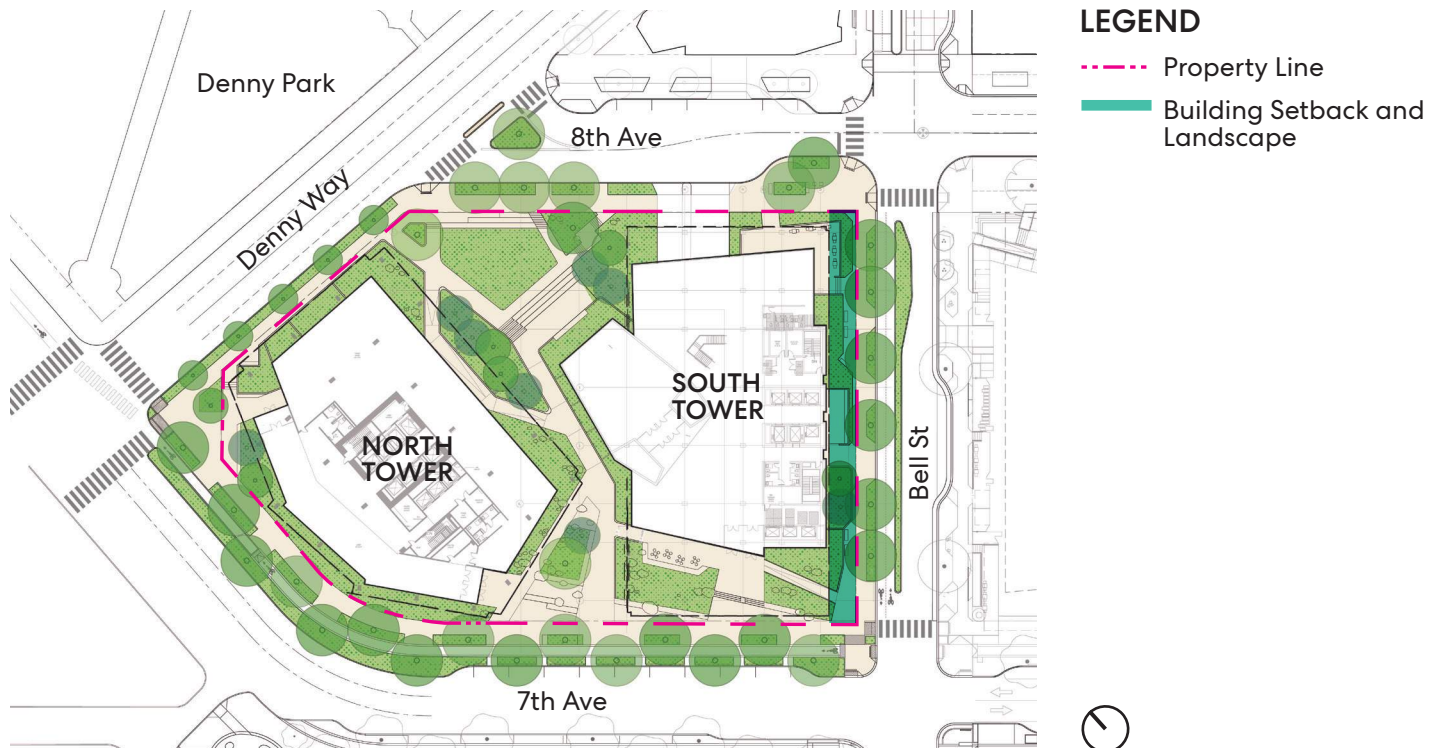 LEGEND
Property Line
Building Setback and
Landscape
Denny Park
8th Ave
Denny Way
SOUTH
TOWER
NORTH
TOWER
Bell St
7th Ave